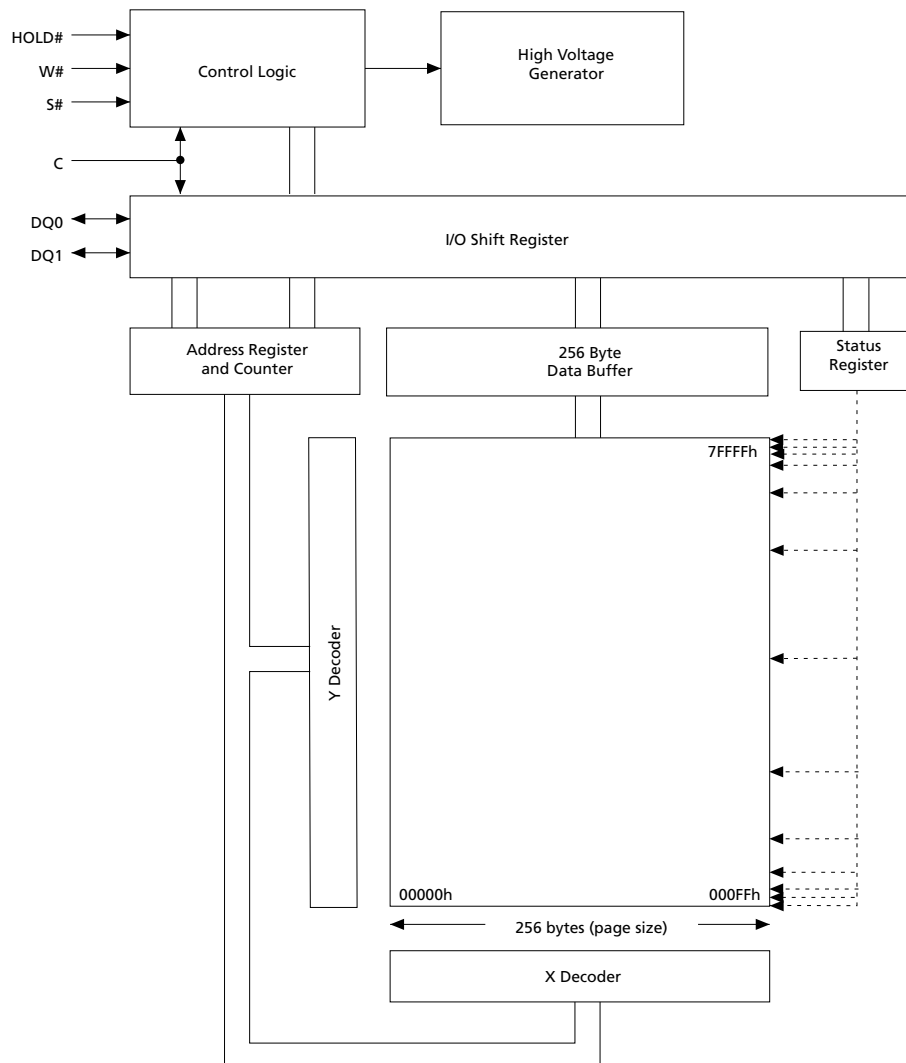 HOLD#
W#
S#
C
DQ0
DQ1
Control Logic
High Voltage
Generator
I/O Shift Register
Address Register
and Counter
256 Byte
Data Buffer
Status
Register
7FFFFh
Y Decoder
00000h
000FFh
256 bytes (page size)
X Decoder